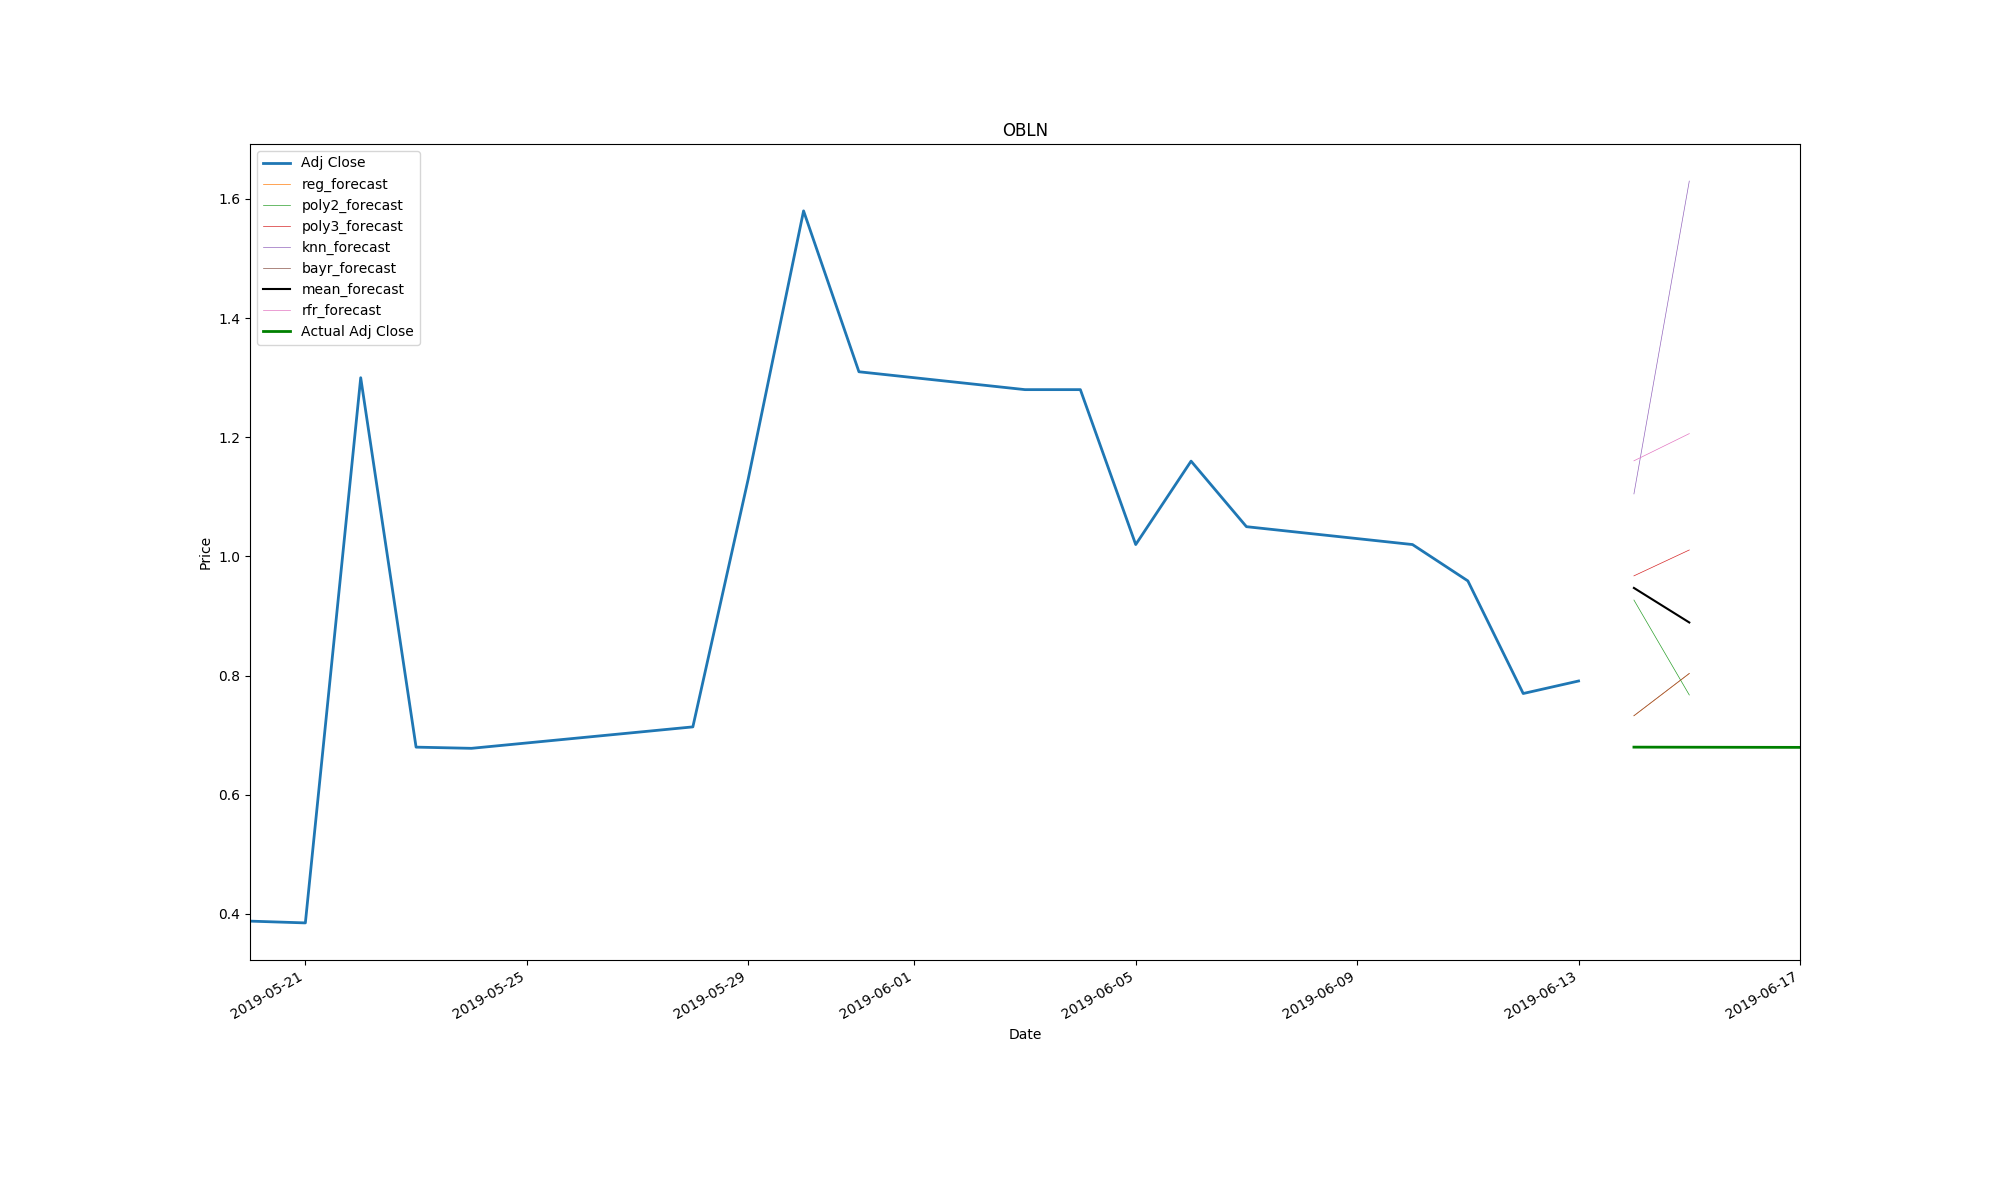 OBLN
Adj Close
reg_forecast
poly2_forecast
poly3_forecast
knn_forecast
bayr_forecast
mean_forecast
rfr_forecast
Actual Adj Close
1.6
1.4
1.2
1.0
0.8
0.6
0.4
Price
2019-05-21
2019-05-25
2019-05-29
2019-06-01
2019-06-05
2019-06-09
2019-06-13
2019-06-17
Date